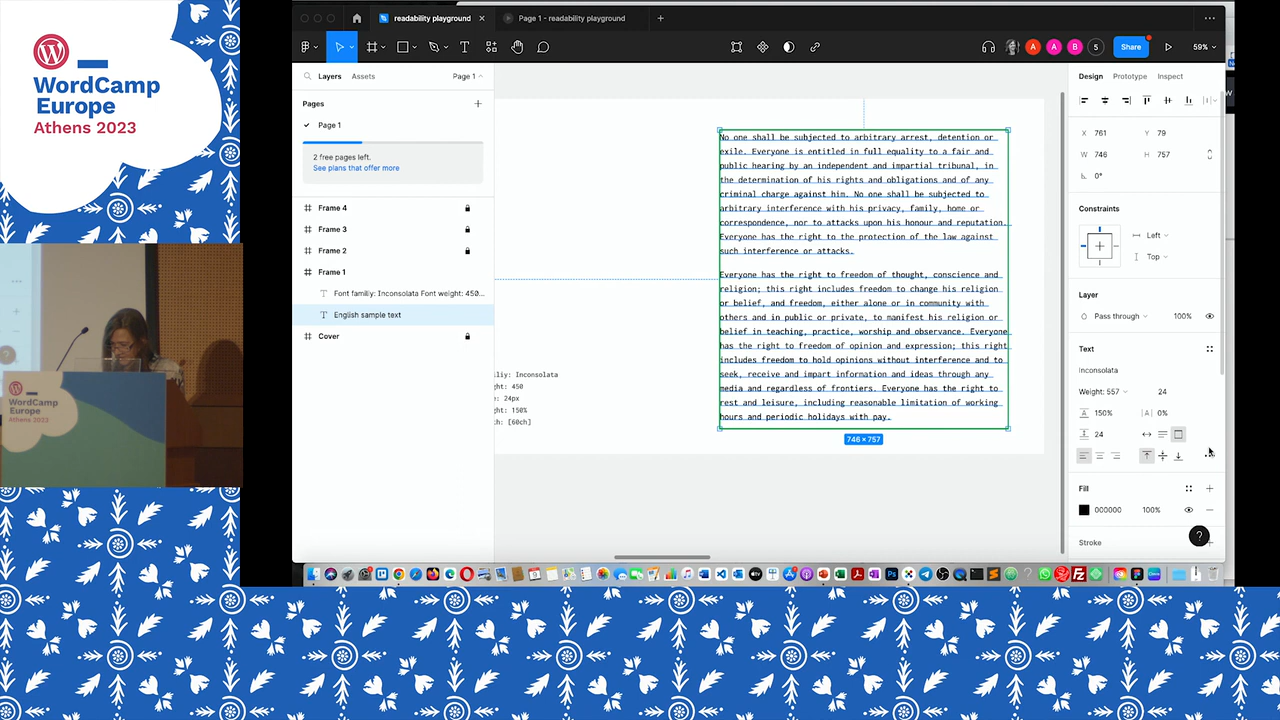 WordCamp
Europe
Athens 2023
WordCamp
Europe
readability playground
Page 1 - readability playground
A
A
B
5
Share
59%
Layers
Assets
Page 1
Pages
Page 1
2 free pages left.
See plans that offer more
Frame 4
Frame 3
Frame 2
Frame 1
Font familiy: Inconsolata Font weight: 450...
English sample text
Cover
iliy: Inconsolata
ght: 450
e: 24px
ght: 150%
h: [60ch]
No one shall be subjected to arbitrary arrest, detention or
exile. Everyone is entitled in full equality to a fair and
public hearing by an independent and impartial tribunal, in
the determination of his rights and obligations and of any
criminal charge against him. No one shall be subjected to
arbitrary interference with his privacy, family, home or
correspondence, nor to attacks upon his honour and reputation.
Everyone has the right to the protection of the law against
such interference or attacks.
Everyone has the right to freedom of thought, conscience and
religion; this right includes freedom to change his religion
or belief, and freedom, either alone or in community with
others and in public or private, to manifest his religion or
belief in teaching, practice, worship and observance. Everyone
has the right to freedom of opinion and expression; this right
includes freedom to hold opinions without interference and to
seek, receive and impart information and ideas through any
media and regardless of frontiers. Everyone has the right to
rest and leisure, including reasonable limitation of working
hours and periodic holidays with pay.
746 × 757
Design
Prototype
Inspect
X 761
Y 79
W 746
H 757
0°
Constraints
Left
Top
Layer
Pass through
100%
Text
Inconsolata
Weight: 557
24
150%
|A| 0%
24
Fill
000000
100%
Stroke
?